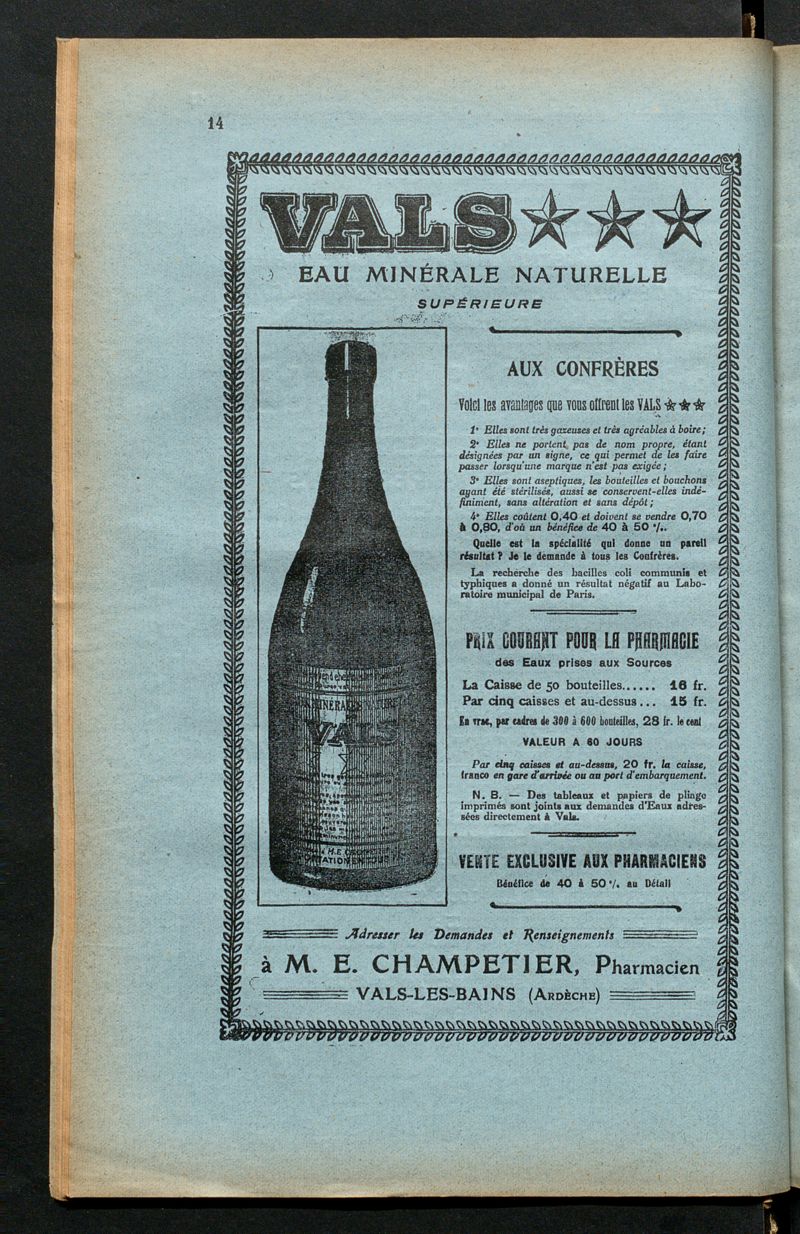 14
VALS
EAU MINÉRALE NATURELLE
SUPÉRIEURE
MINÉRALE NATUR
VALS
AUX CONFRÈRES
Voici les avantages que vous offrent les VALS
1° Elles sont très gazeuses et très agréables à boire;
2° Elles ne portent pas de nom propre, étant
désignées par un signe, ce qui permet de les faire
passer lorsqu'une marque n'est pas exigée;
3° Elles sont aseptiques, les bouteilles et bouchons
ayant été stérilisés, aussi se conservent-elles indé-
finiment, sans altération et sans dépôt;
4° Elles coûtent 0,40 et doivent se vendre 0,70
à 0,80, d'où un bénéfice de 40 à 50 %.
Quelle est la spécialité qui donne un pareil
résultat ? Je le demande à tous les Confrères.
La recherche des bacilles coli communis et
typhiques a donné un résultat négatif au Labo-
ratoire municipal de Paris.
PRIX COURANT POUR LA PHARMACIE
des Eaux prises aux Sources
La Caisse de 50 bouteilles...... 16 fr.
Par cinq caisses et au-dessus... 15 fr.
En vrac, par cadres de 300 à 600 bouteilles, 28 fr. le cent
VALEUR A 60 JOURS
Par cinq caisses et au-dessus, 20 fr. la caisse,
franco en gare d'arrivée ou au port d'embarquement.
N. B. — Des tableaux et papiers de pliage
imprimés sont joints aux demandes d'Eaux adres-
sées directement à Vals.
VENTE EXCLUSIVE AUX PHARMACIENS
Bénéfice de 40 à 50 % au Détail
Adresser les Demandes et Renseignements
à M. E. CHAMPETIER, Pharmacien
VALS-LES-BAINS (ARDÈCHE)